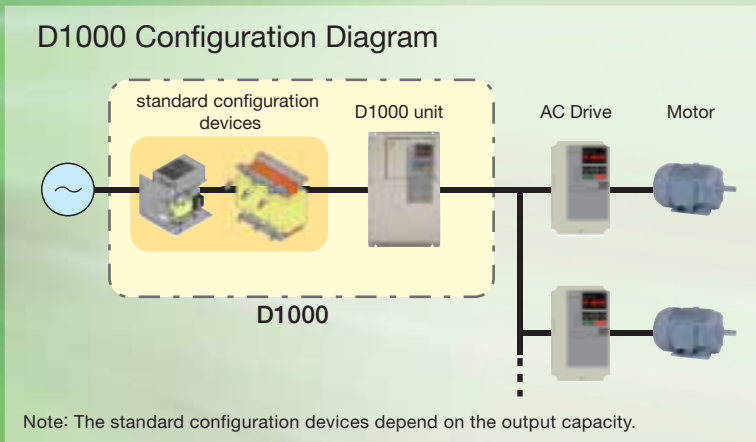 D1000 Configuration Diagram
standard configuration
devices
D1000 unit
AC Drive
Motor
D1000
Note: The standard configuration devices depend on the output capacity.